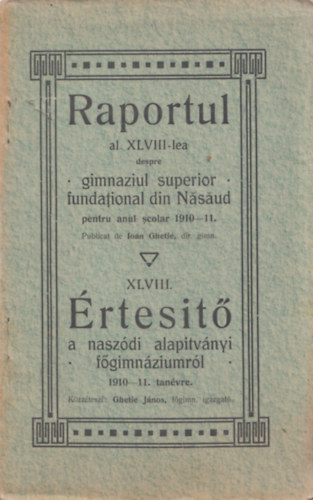 Raportul
al XLVIII-lea
despre
· gimnaziul superior ·
fundaţional din Năsăud
pentru anul şcolar 1910—11.
Publicat de Ioan Gheţie, dir. gimn.
XLVIII.
Értesitő
a naszódi alapitványi
· főgimnáziumról ·
1910—11. tanévre.
Közzéteszi: Gheţie János, főgimn. igazgató.